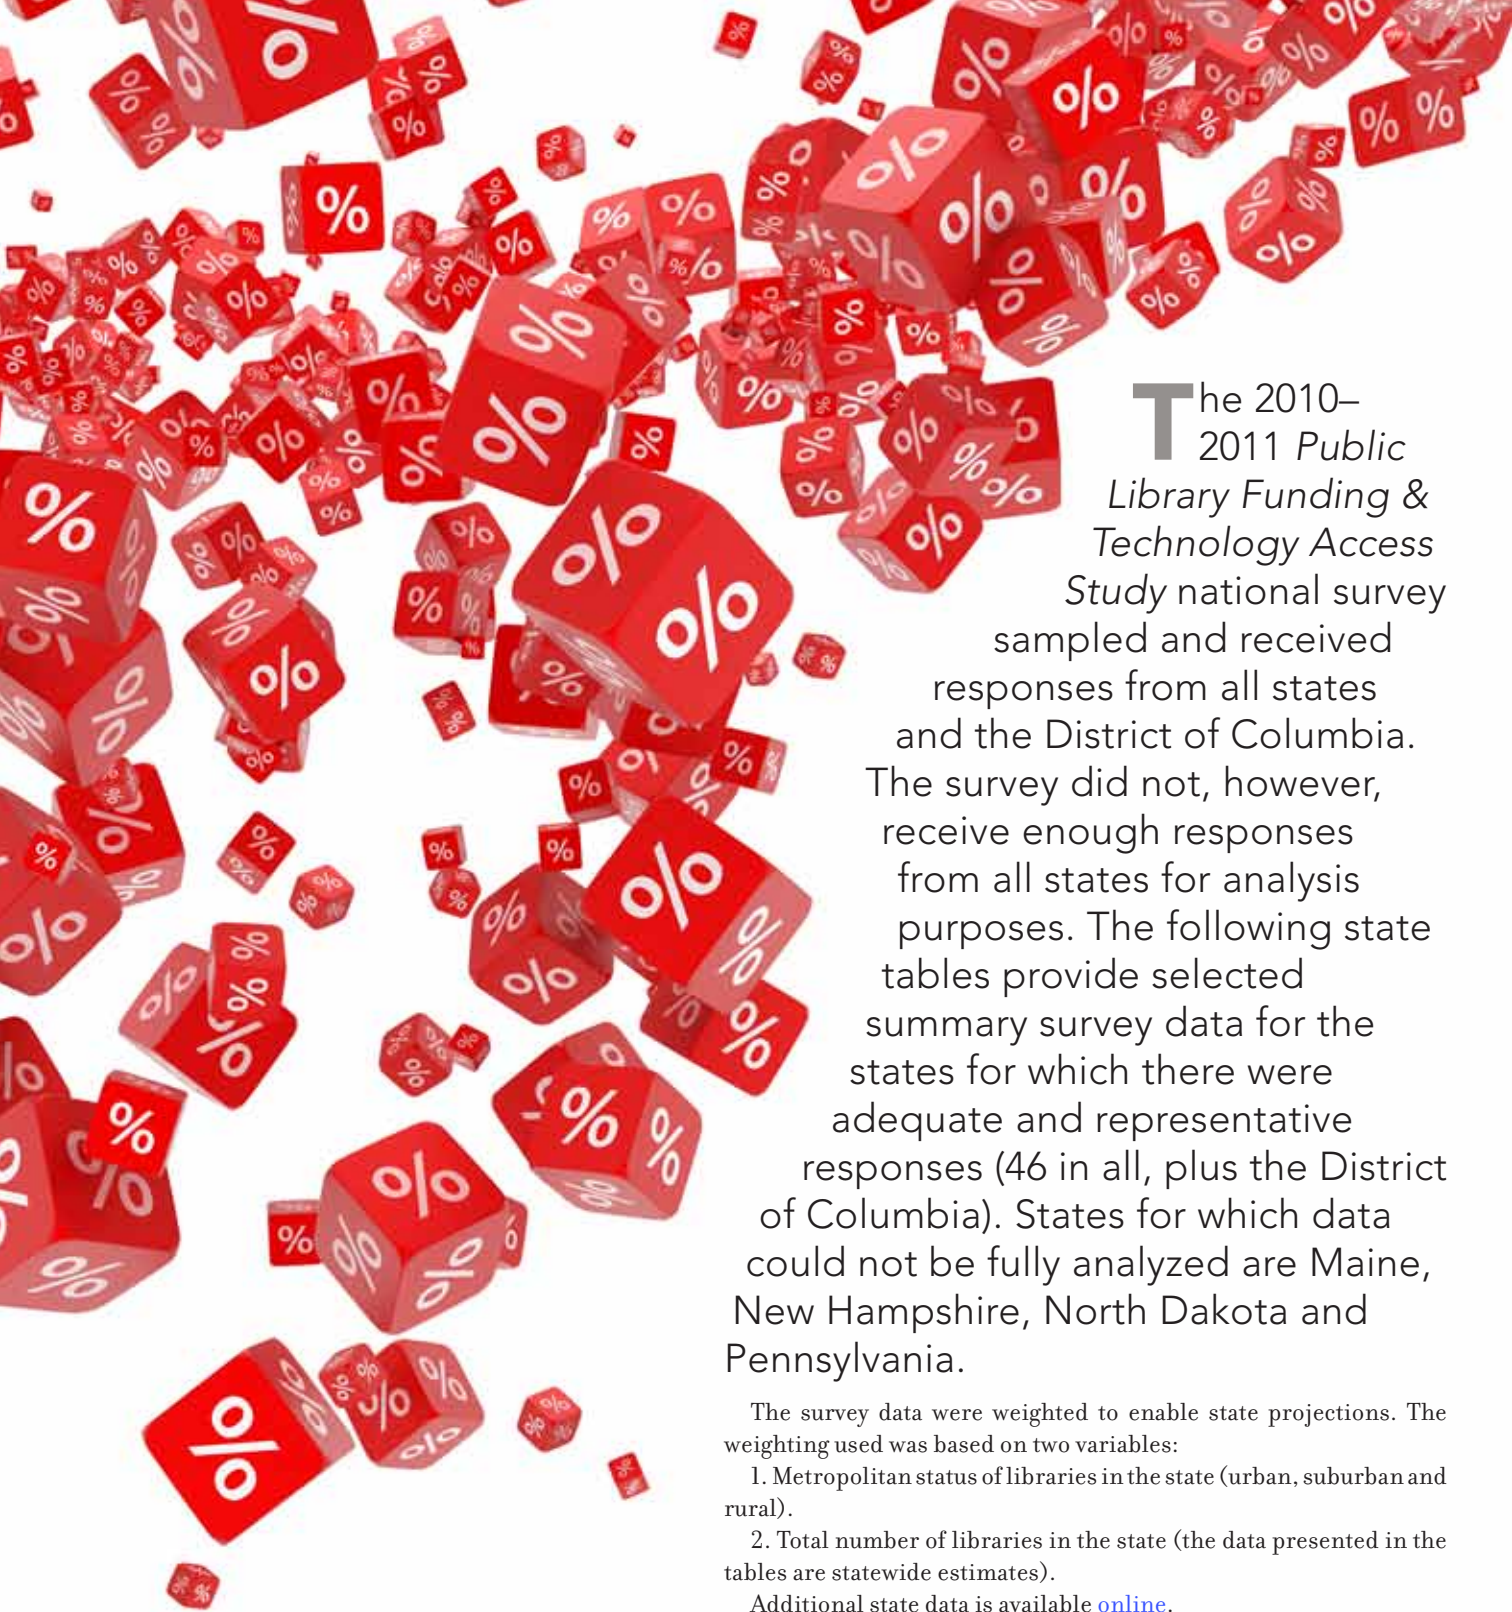 The 2010–
2011 Public
Library Funding &
Technology Access
Study national survey
sampled and received
responses from all states
and the District of Columbia.
The survey did not, however,
receive enough responses
from all states for analysis
purposes. The following state
tables provide selected
summary survey data for the
states for which there were
adequate and representative
responses (46 in all, plus the District
of Columbia). States for which data
could not be fully analyzed are Maine,
New Hampshire, North Dakota and
Pennsylvania.
The survey data were weighted to enable state projections. The
weighting used was based on two variables:
1. Metropolitan status of libraries in the state (urban, suburban and
rural).
2. Total number of libraries in the state (the data presented in the
tables are statewide estimates).
Additional state data is available online.